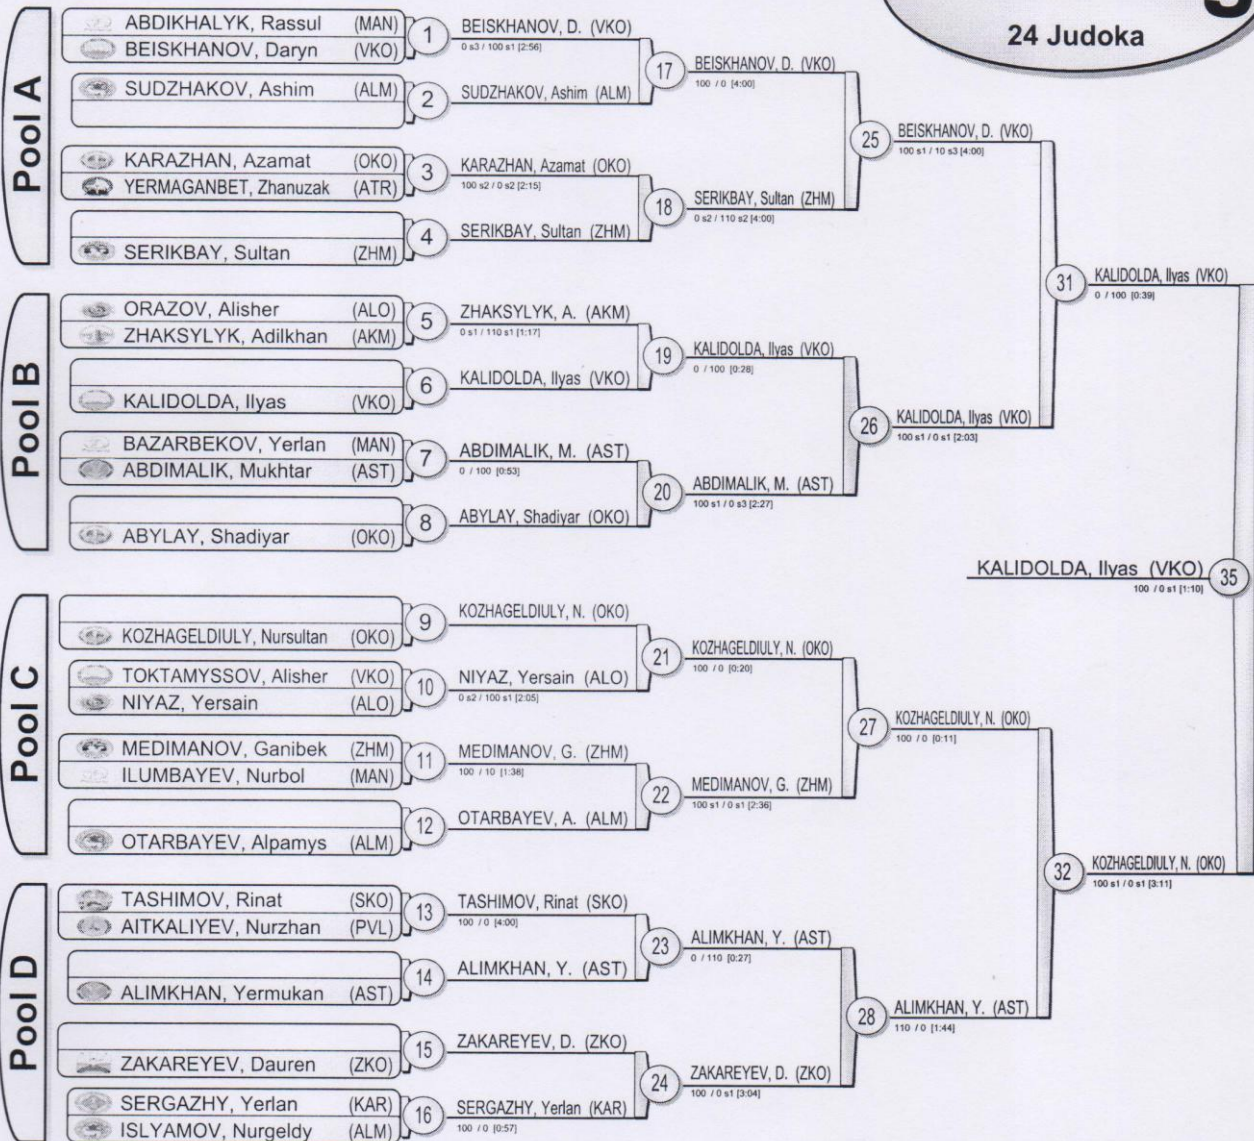 24 Judoka
Pool A
ABDIKHALYK, Rassul (MAN)
BEISKHANOV, Daryn (VKO)
1
SUDZHAKOV, Ashim (ALM)
2
KARAZHAN, Azamat (OKO)
YERMAGANBET, Zhanuzak (ATR)
3
SERIKBAY, Sultan (ZHM)
4
BEISKHANOV, D. (VKO)
0 s3 / 100 s1 [2:56]
SUDZHAKOV, Ashim (ALM)
KARAZHAN, Azamat (OKO)
100 s2 / 0 s2 [2:15]
SERIKBAY, Sultan (ZHM)
17
BEISKHANOV, D. (VKO)
100 / 0 [4:00]
18
SERIKBAY, Sultan (ZHM)
0 s2 / 110 s2 [4:00]
25
BEISKHANOV, D. (VKO)
100 s1 / 10 s3 [4:00]
Pool B
ORAZOV, Alisher (ALO)
ZHAKSYLYK, Adilkhan (AKM)
5
KALIDOLDA, Ilyas (VKO)
6
BAZARBEKOV, Yerlan (MAN)
ABDIMALIK, Mukhtar (AST)
7
ABYLAY, Shadiyar (OKO)
8
ZHAKSYLYK, A. (AKM)
0 s1 / 110 s1 [1:17]
KALIDOLDA, Ilyas (VKO)
ABDIMALIK, M. (AST)
0 / 100 [0:53]
ABYLAY, Shadiyar (OKO)
19
KALIDOLDA, Ilyas (VKO)
0 / 100 [0:28]
20
ABDIMALIK, M. (AST)
100 s1 / 0 s3 [2:27]
26
KALIDOLDA, Ilyas (VKO)
100 s1 / 0 s1 [2:03]
31
KALIDOLDA, Ilyas (VKO)
0 / 100 [0:39]
KALIDOLDA, Ilyas (VKO)
35
100 / 0 s1 [1:10]
Pool C
KOZHAGELDIULY, Nursultan (OKO)
9
TOKTAMYSSOV, Alisher (VKO)
NIYAZ, Yersain (ALO)
10
MEDIMANOV, Ganibek (ZHM)
ILUMBAYEV, Nurbol (MAN)
11
OTARBAYEV, Alpamys (ALM)
12
KOZHAGELDIULY, N. (OKO)
NIYAZ, Yersain (ALO)
0 s2 / 100 s1 [2:05]
MEDIMANOV, G. (ZHM)
100 / 10 [1:38]
OTARBAYEV, A. (ALM)
21
KOZHAGELDIULY, N. (OKO)
100 / 0 [0:20]
22
MEDIMANOV, G. (ZHM)
100 s1 / 0 s1 [2:36]
27
KOZHAGELDIULY, N. (OKO)
100 / 0 [0:11]
Pool D
TASHIMOV, Rinat (SKO)
AITKALIYEV, Nurzhan (PVL)
13
ALIMKHAN, Yermukan (AST)
14
ZAKAREYEV, Dauren (ZKO)
15
SERGAZHY, Yerlan (KAR)
ISLYAMOV, Nurgeldy (ALM)
16
TASHIMOV, Rinat (SKO)
100 / 0 [4:00]
ALIMKHAN, Y. (AST)
ZAKAREYEV, D. (ZKO)
SERGAZHY, Yerlan (KAR)
100 / 0 [0:57]
23
ALIMKHAN, Y. (AST)
0 / 110 [0:27]
24
ZAKAREYEV, D. (ZKO)
100 / 0 s1 [3:04]
28
ALIMKHAN, Y. (AST)
110 / 0 [1:44]
32
KOZHAGELDIULY, N. (OKO)
100 s1 / 0 s1 [3:11]